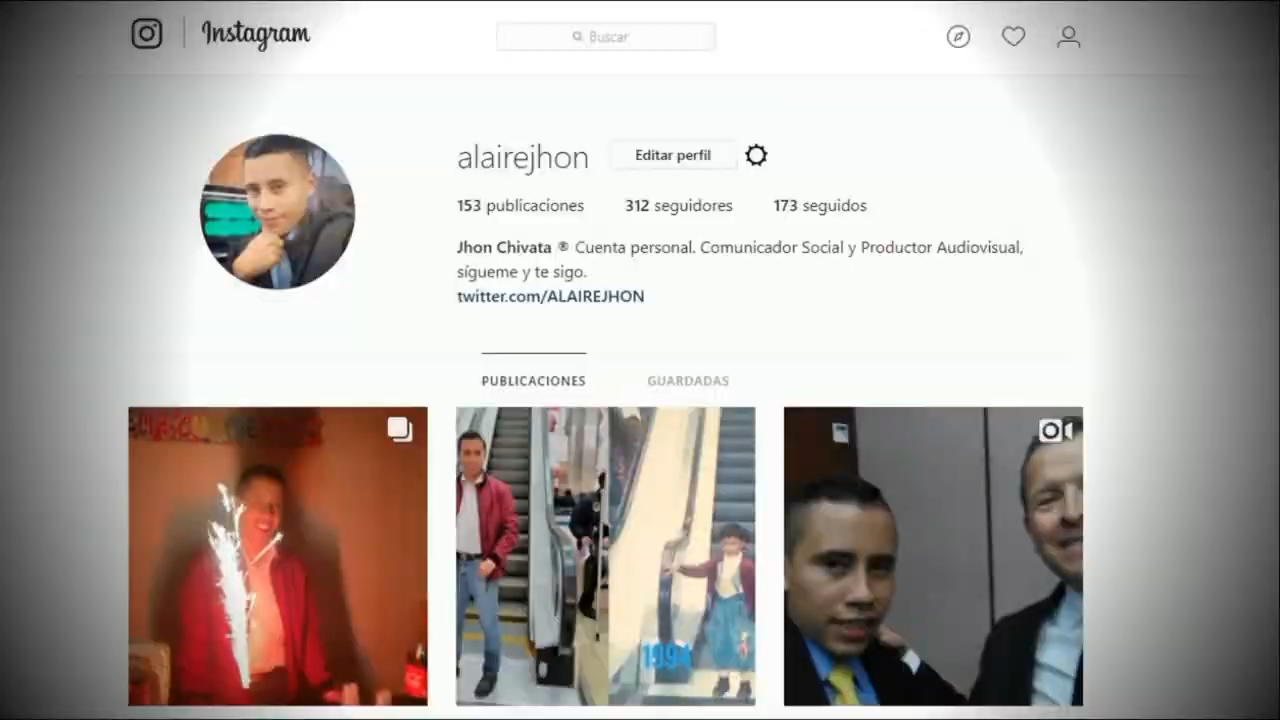 Instagram
Buscar
alairejhon
Editar perfil
153 publicaciones
312 seguidores
173 seguidos
Jhon Chivata ® Cuenta personal. Comunicador Social y Productor Audiovisual,
sígueme y te sigo.
twitter.com/ALAIREJHON
PUBLICACIONES
GUARDADAS
1994